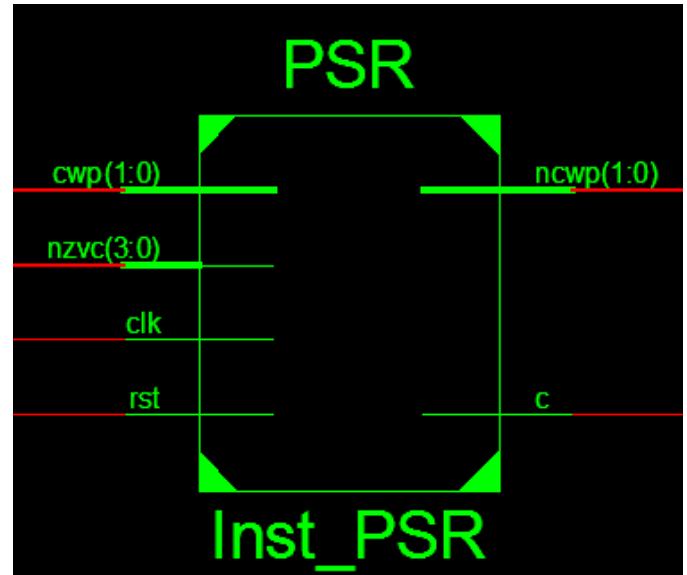 PSR
cwp(1:0)
ncwp(1:0)
nzvc(3:0)
clk
rst
c
Inst_PSR